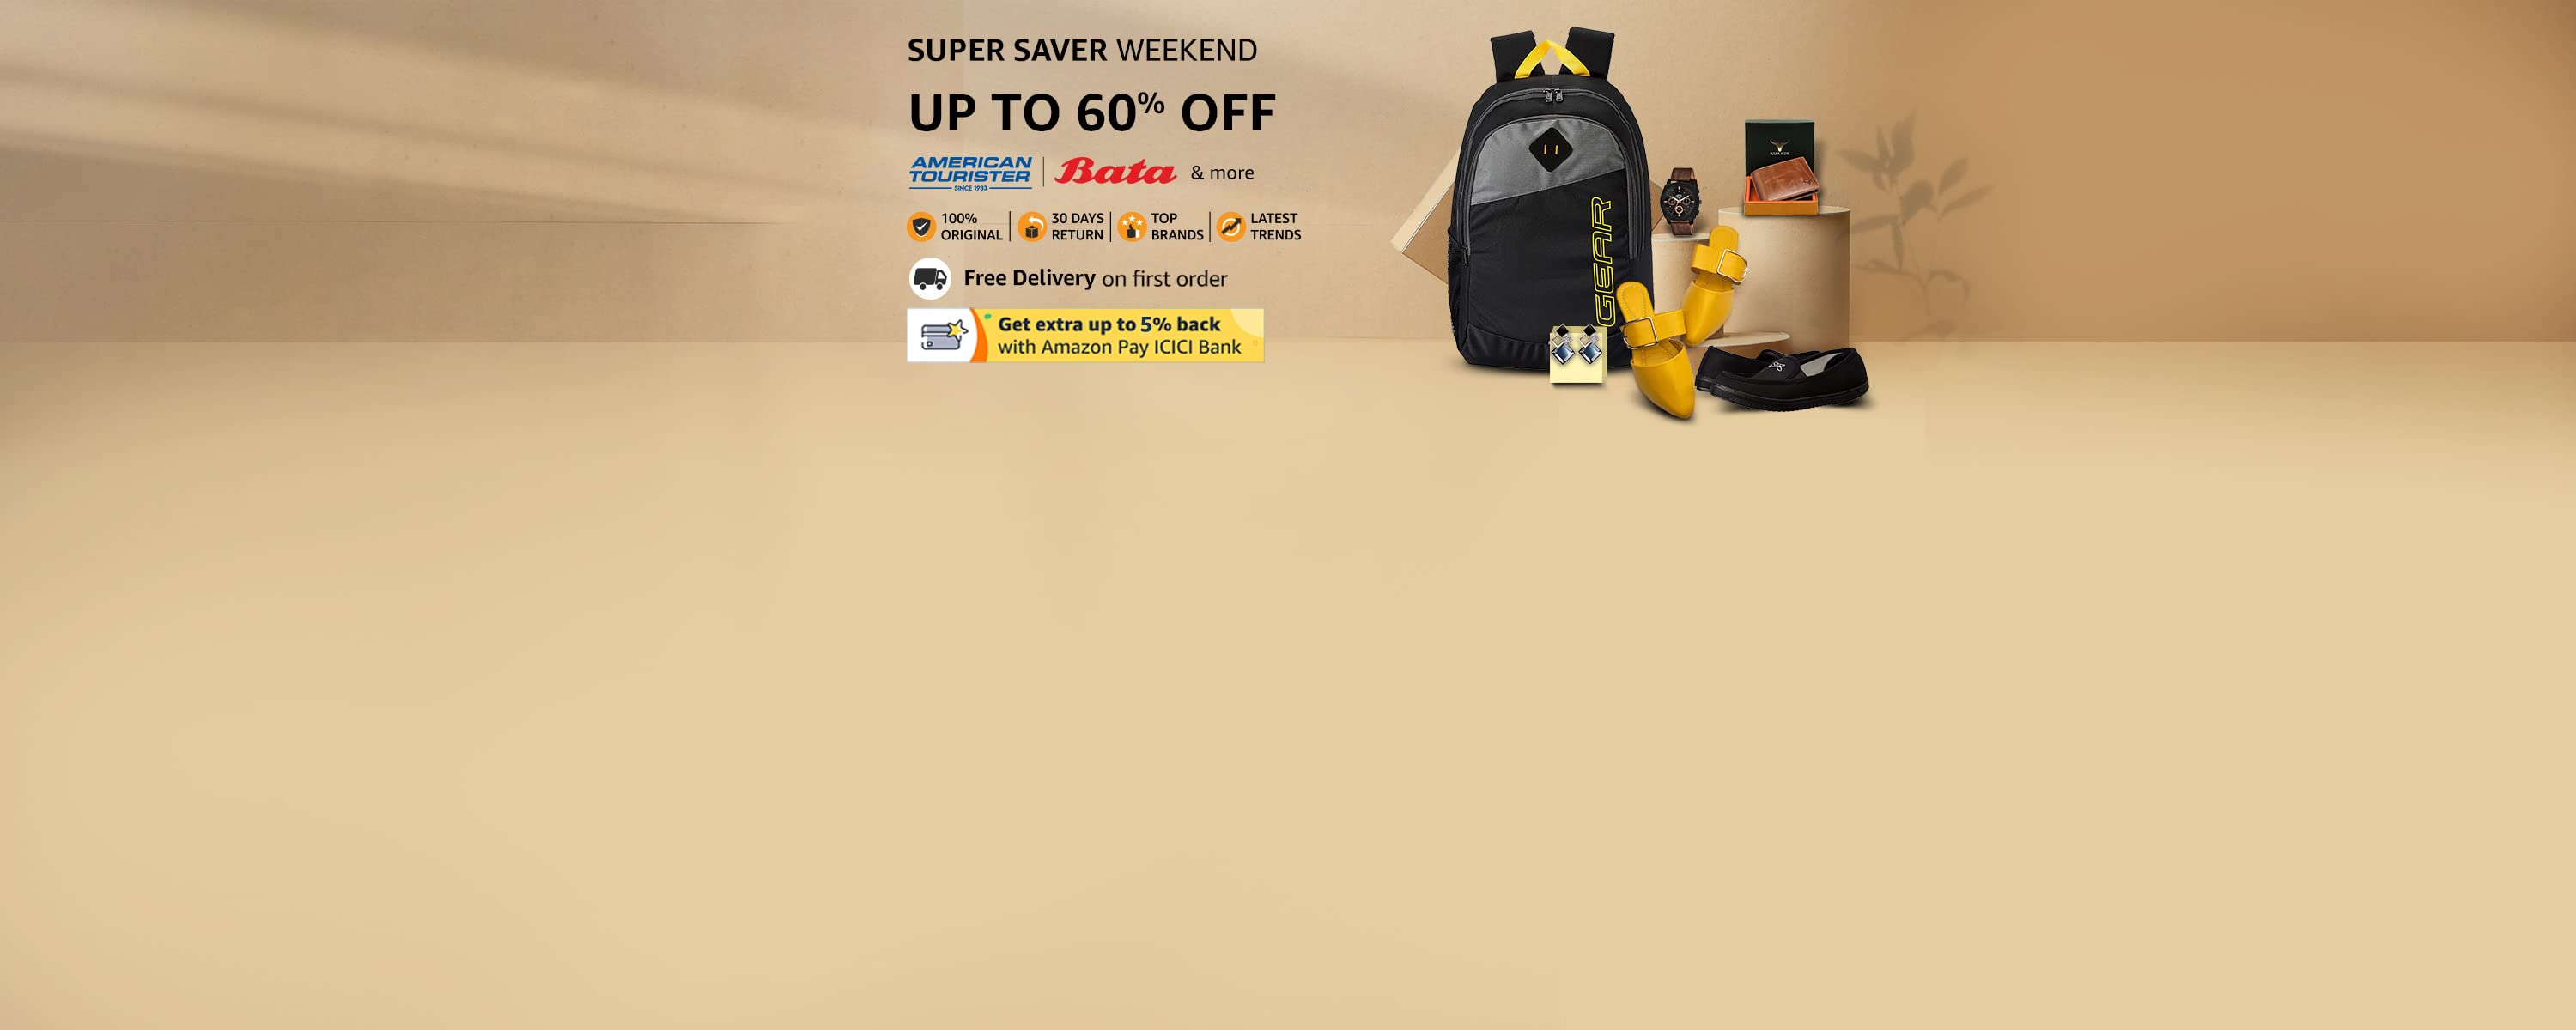 SUPER SAVER WEEKEND
UP TO 60% OFF
AMERICAN TOURISTER SINCE 1933 | Bata & more
100% ORIGINAL | 30 DAYS RETURN | TOP BRANDS | LATEST TRENDS
Free Delivery on first order
Get extra up to 5% back
with Amazon Pay ICICI Bank
GEAR